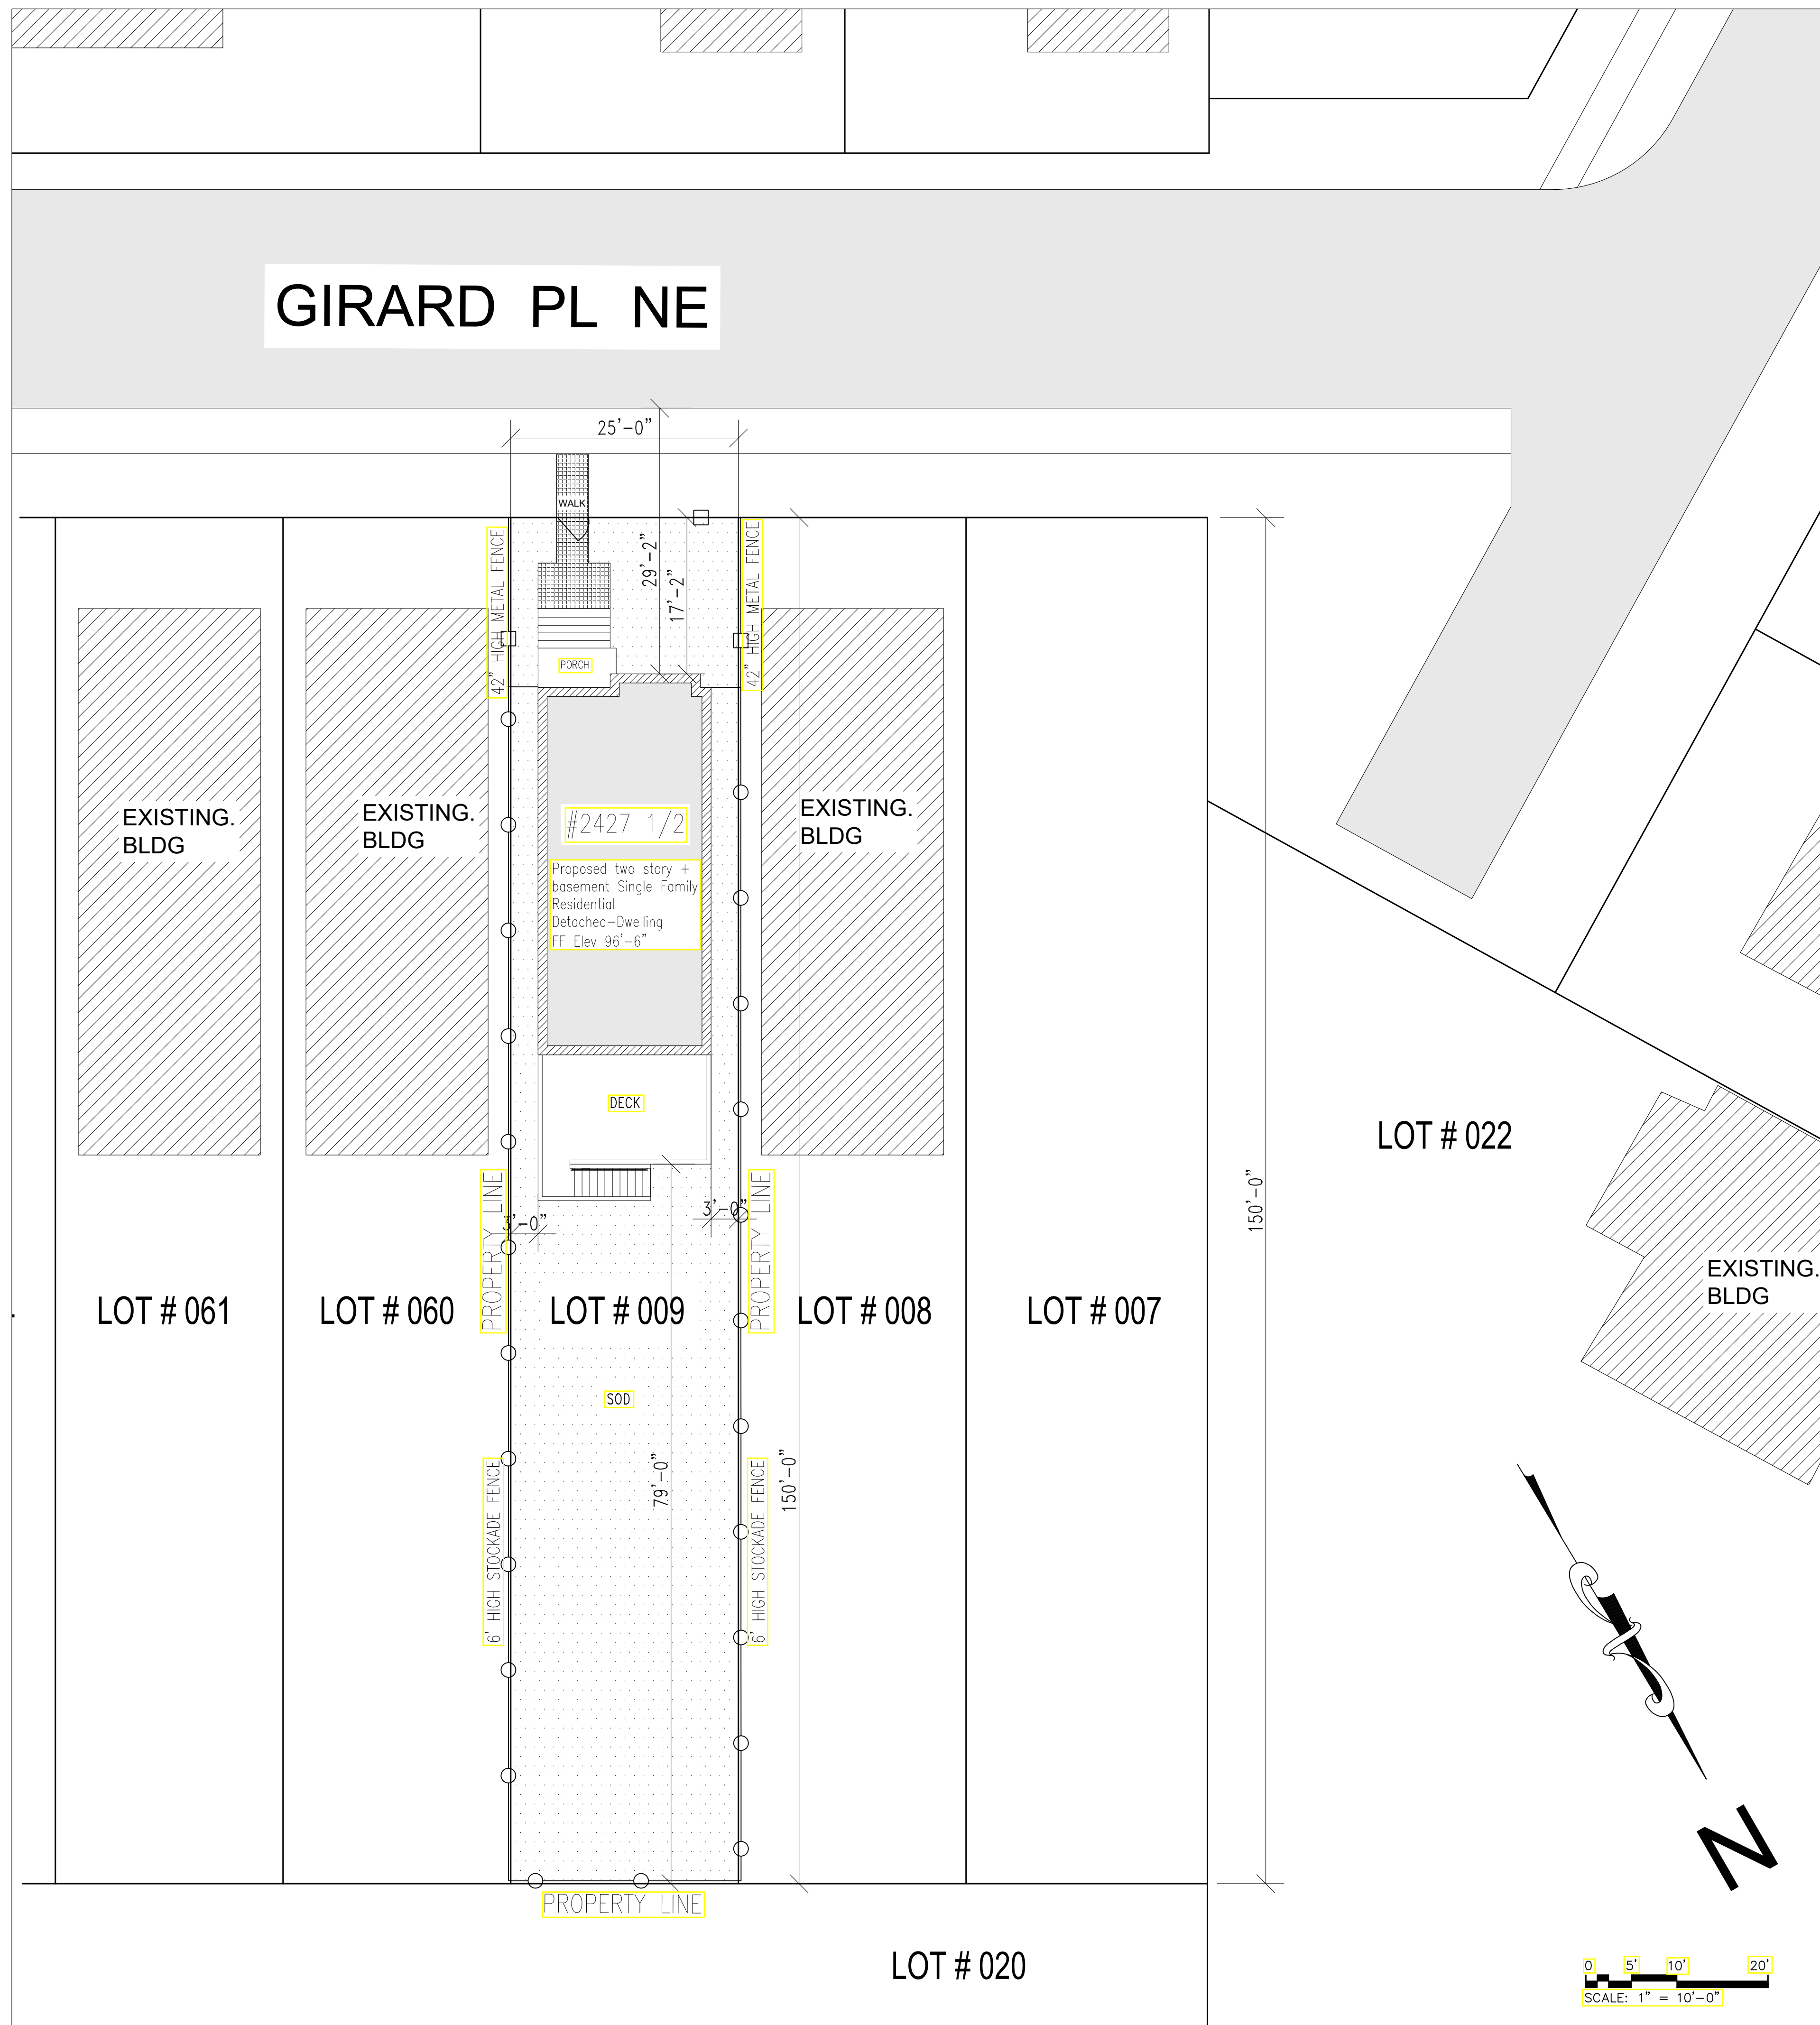 GIRARD PL NE
25'-0"
WALK
42" HIGH METAL FENCE
29'-2"
17'-2"
42" HIGH METAL FENCE
PORCH
EXISTING.
BLDG
EXISTING.
BLDG
#2427 1/2
EXISTING.
BLDG
Proposed two story +
basement Single Family
Residential
Detached-Dwelling
FF Elev 96'-6"
DECK
LOT # 022
PROPERTY LINE
3'-0"
3'-0"
PROPERTY LINE
150'-0"
EXISTING.
BLDG
LOT # 061
LOT # 060
LOT # 009
LOT # 008
LOT # 007
SOD
6' HIGH STOCKADE FENCE
79'-0"
6' HIGH STOCKADE FENCE
150'-0"
N
PROPERTY LINE
LOT # 020
0 5' 10' 20'
SCALE: 1" = 10'-0"